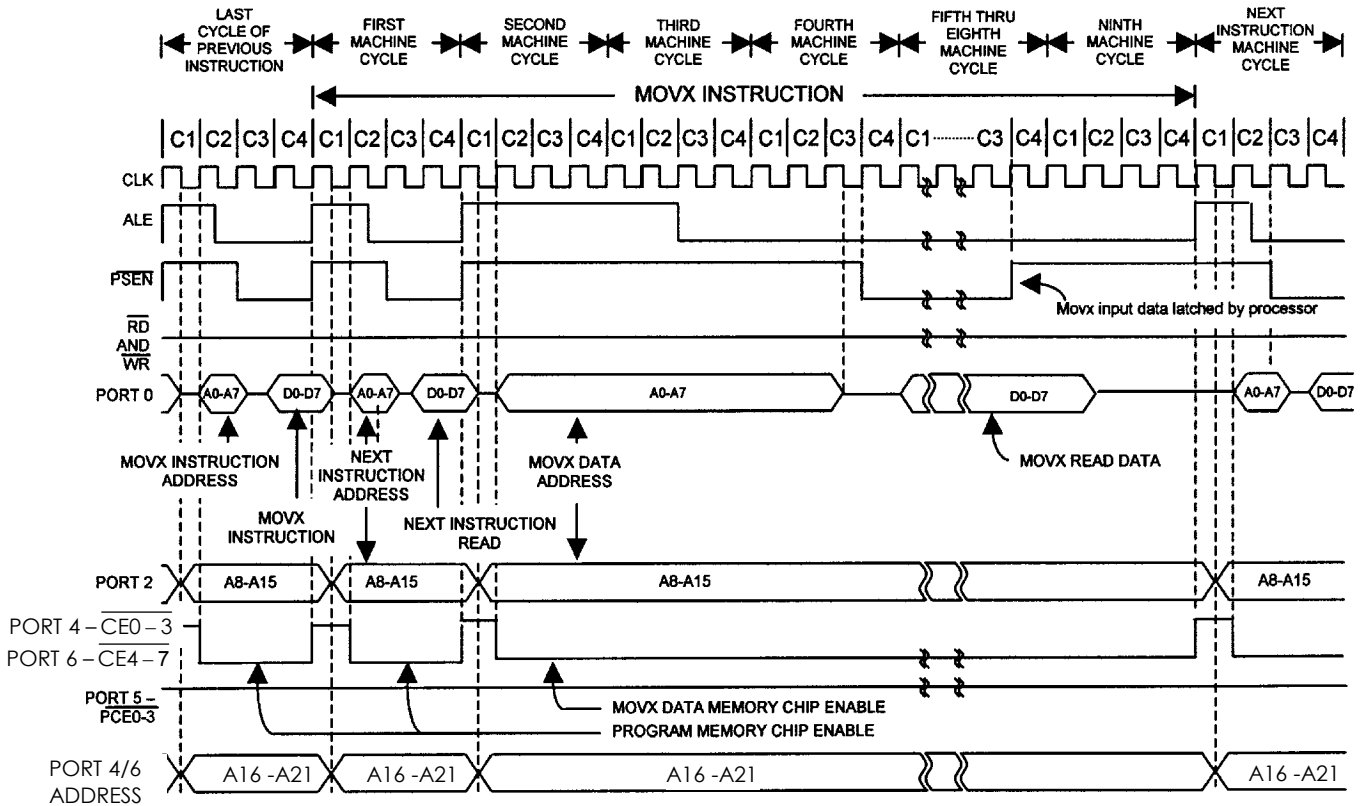 LAST
CYCLE OF
PREVIOUS
INSTRUCTION
FIRST
MACHINE
CYCLE
SECOND
MACHINE
CYCLE
THIRD
MACHINE
CYCLE
FOURTH
MACHINE
CYCLE
FIFTH THRU
EIGHTH
MACHINE
CYCLE
NINTH
MACHINE
CYCLE
NEXT
INSTRUCTION
MACHINE
CYCLE
MOVX INSTRUCTION
C1 C2 C3 C4 C1 C2 C3 C4 C1 C2 C3 C4 C1 C2 C3 C4 C1 C2 C3 C4 C1 ......... C3 C4 C1 C2 C3 C4 C1 C2 C3 C4
CLK
ALE
PSEN
Movx input data latched by processor
RD
AND
WR
PORT 0 A0-A7 D0-D7 A0-A7 D0-D7 A0-A7 D0-D7 A0-A7 D0-D7
MOVX INSTRUCTION
ADDRESS
NEXT
INSTRUCTION
ADDRESS
MOVX DATA
ADDRESS
MOVX READ DATA
MOVX
INSTRUCTION
NEXT INSTRUCTION
READ
PORT 2 A8-A15 A8-A15 A8-A15 A8-A15
PORT 4 – CE0 – 3
PORT 6 – CE4 – 7
PORT 5 –
PCE0-3
MOVX DATA MEMORY CHIP ENABLE
PROGRAM MEMORY CHIP ENABLE
PORT 4/6
ADDRESS
A16 -A21 A16 -A21 A16 -A21 A16 -A21